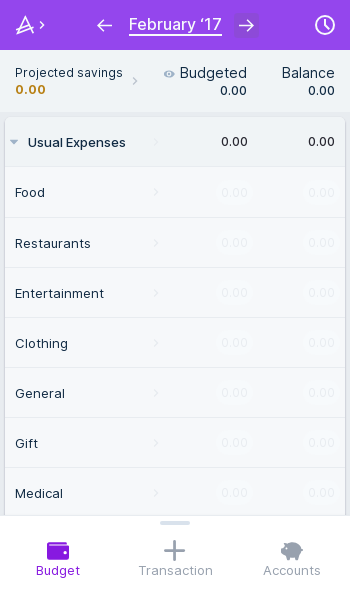 February ‘17
Projected savings
Budgeted
Balance
0.00
0.00
0.00
Usual Expenses
0.00
0.00
Food
0.00
0.00
Restaurants
0.00
0.00
Entertainment
0.00
0.00
Clothing
0.00
0.00
General
0.00
0.00
Gift
0.00
0.00
Medical
0.00
0.00
Budget
Transaction
Accounts